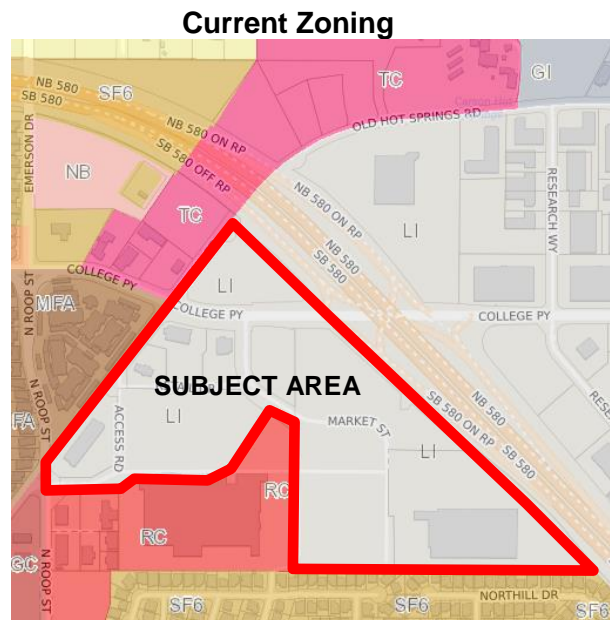 Current Zoning
TC
GI
SF6
NB 580
SB 580
NB 580 ON RP
OLD HOT SPRINGS RD
EMERSON DR
SB 580 OFF RP
NB
TC
NB 580 ON RP
LI
RESEARCH WY
NB 580
SB 580
COLLEGE PY
LI
MFA
COLLEGE PY
COLLEGE PY
N ROOP ST
SUBJECT AREA
N ROOP ST
FA
ACCESS RD
LI
MARKET ST
LI
SB 580 ON RP
NB 580
SB 580
RESE
RC
RC
GC
N ROOP ST
SF6
SF6
NORTHILL DR
SF6